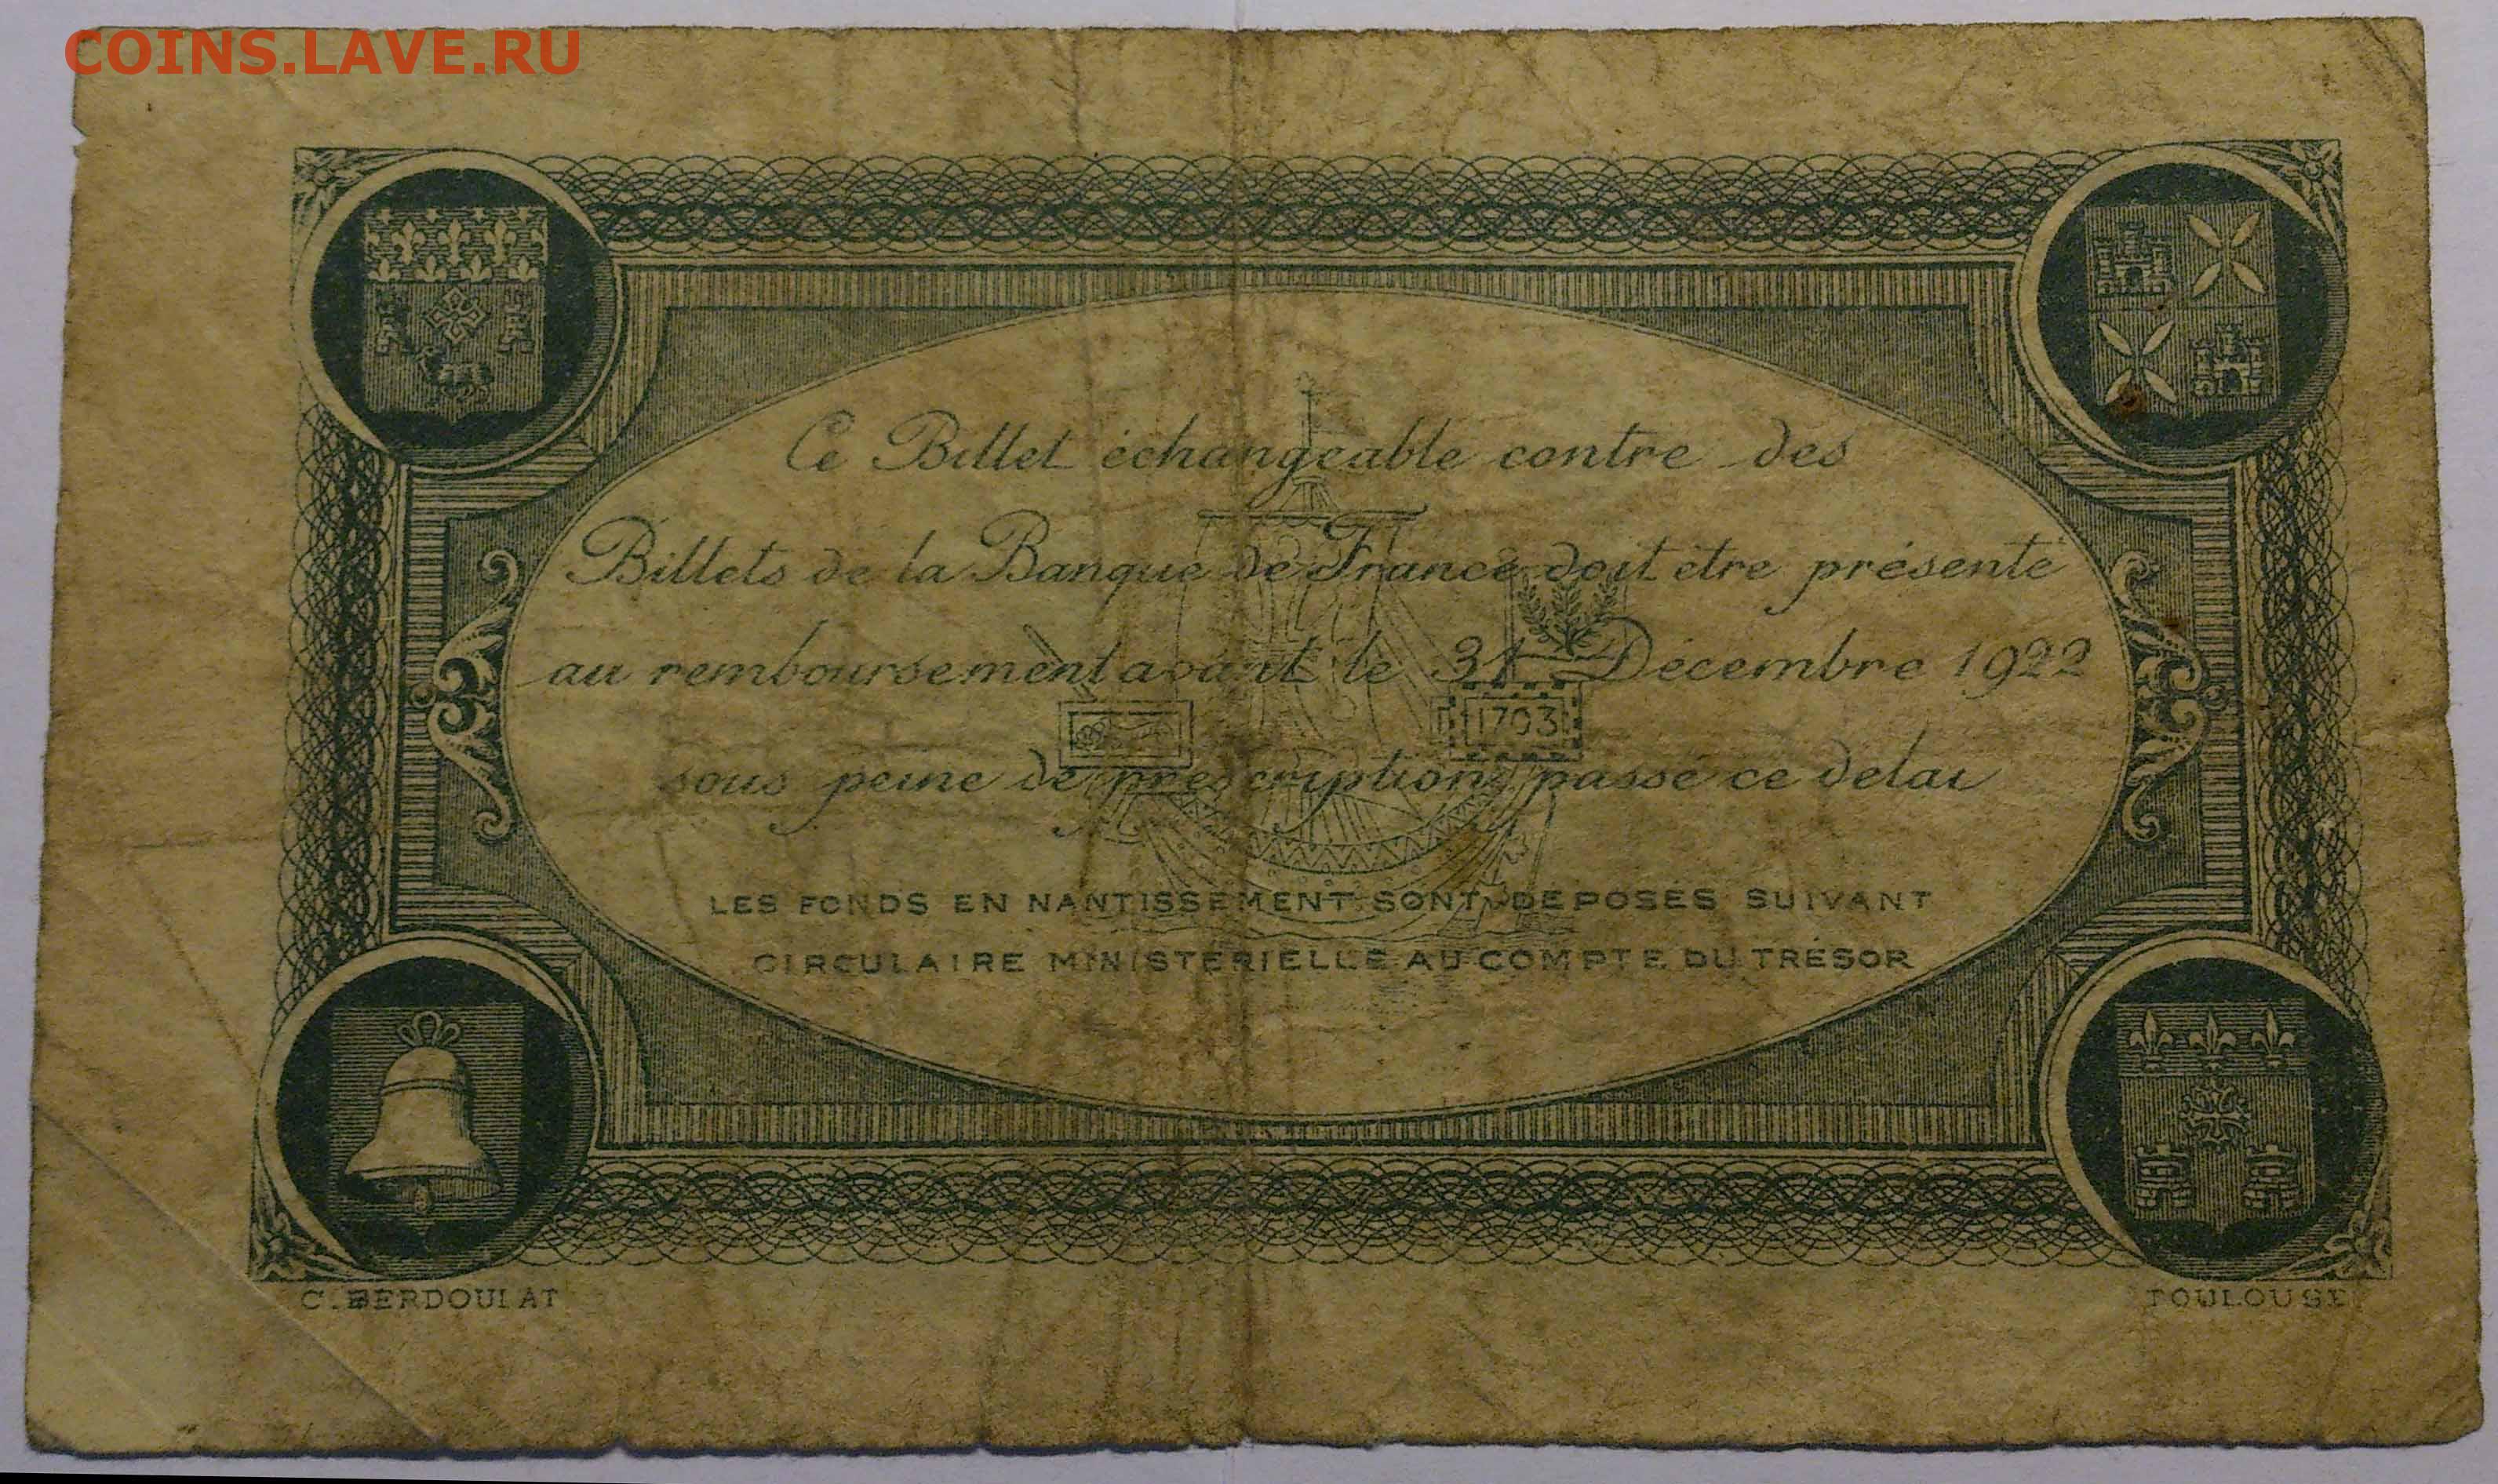 COINS.LAVE.RU
Ce Billet échangeable contre des
Billets de la Banque de France doit être présenté
au remboursement avant le 31 Décembre 1922
1703
sous peine de prescription passé ce délai
LES FONDS EN NANTISSEMENT SONT DEPOSÉS SUIVANT
CIRCULAIRE MINISTERIELLE AU COMPTE DU TRÉSOR
C. BERDOULAT
TOULOUSE